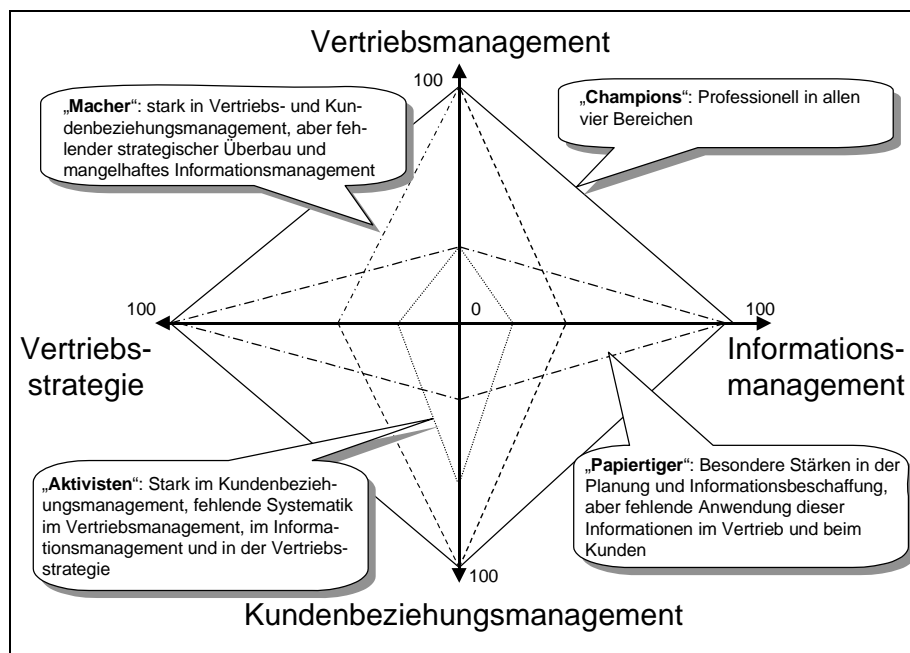 Vertriebsmanagement
100
„Macher“: stark in Vertriebs- und Kun-
denbeziehungsmanagement, aber feh-
lender strategischer Überbau und
mangelhaftes Informationsmanagement
„Champions“: Professionell in allen
vier Bereichen
100
0
100
Vertriebs-
strategie
Informations-
management
„Aktivisten“: Stark im Kundenbezieh-
ungsmanagement, fehlende Systematik
im Vertriebsmanagement, im Informa-
tionsmanagement und in der Vertriebs-
strategie
„Papiertiger“: Besondere Stärken in der
Planung und Informationsbeschaffung,
aber fehlende Anwendung dieser
Informationen im Vertrieb und beim
Kunden
100
Kundenbeziehungsmanagement